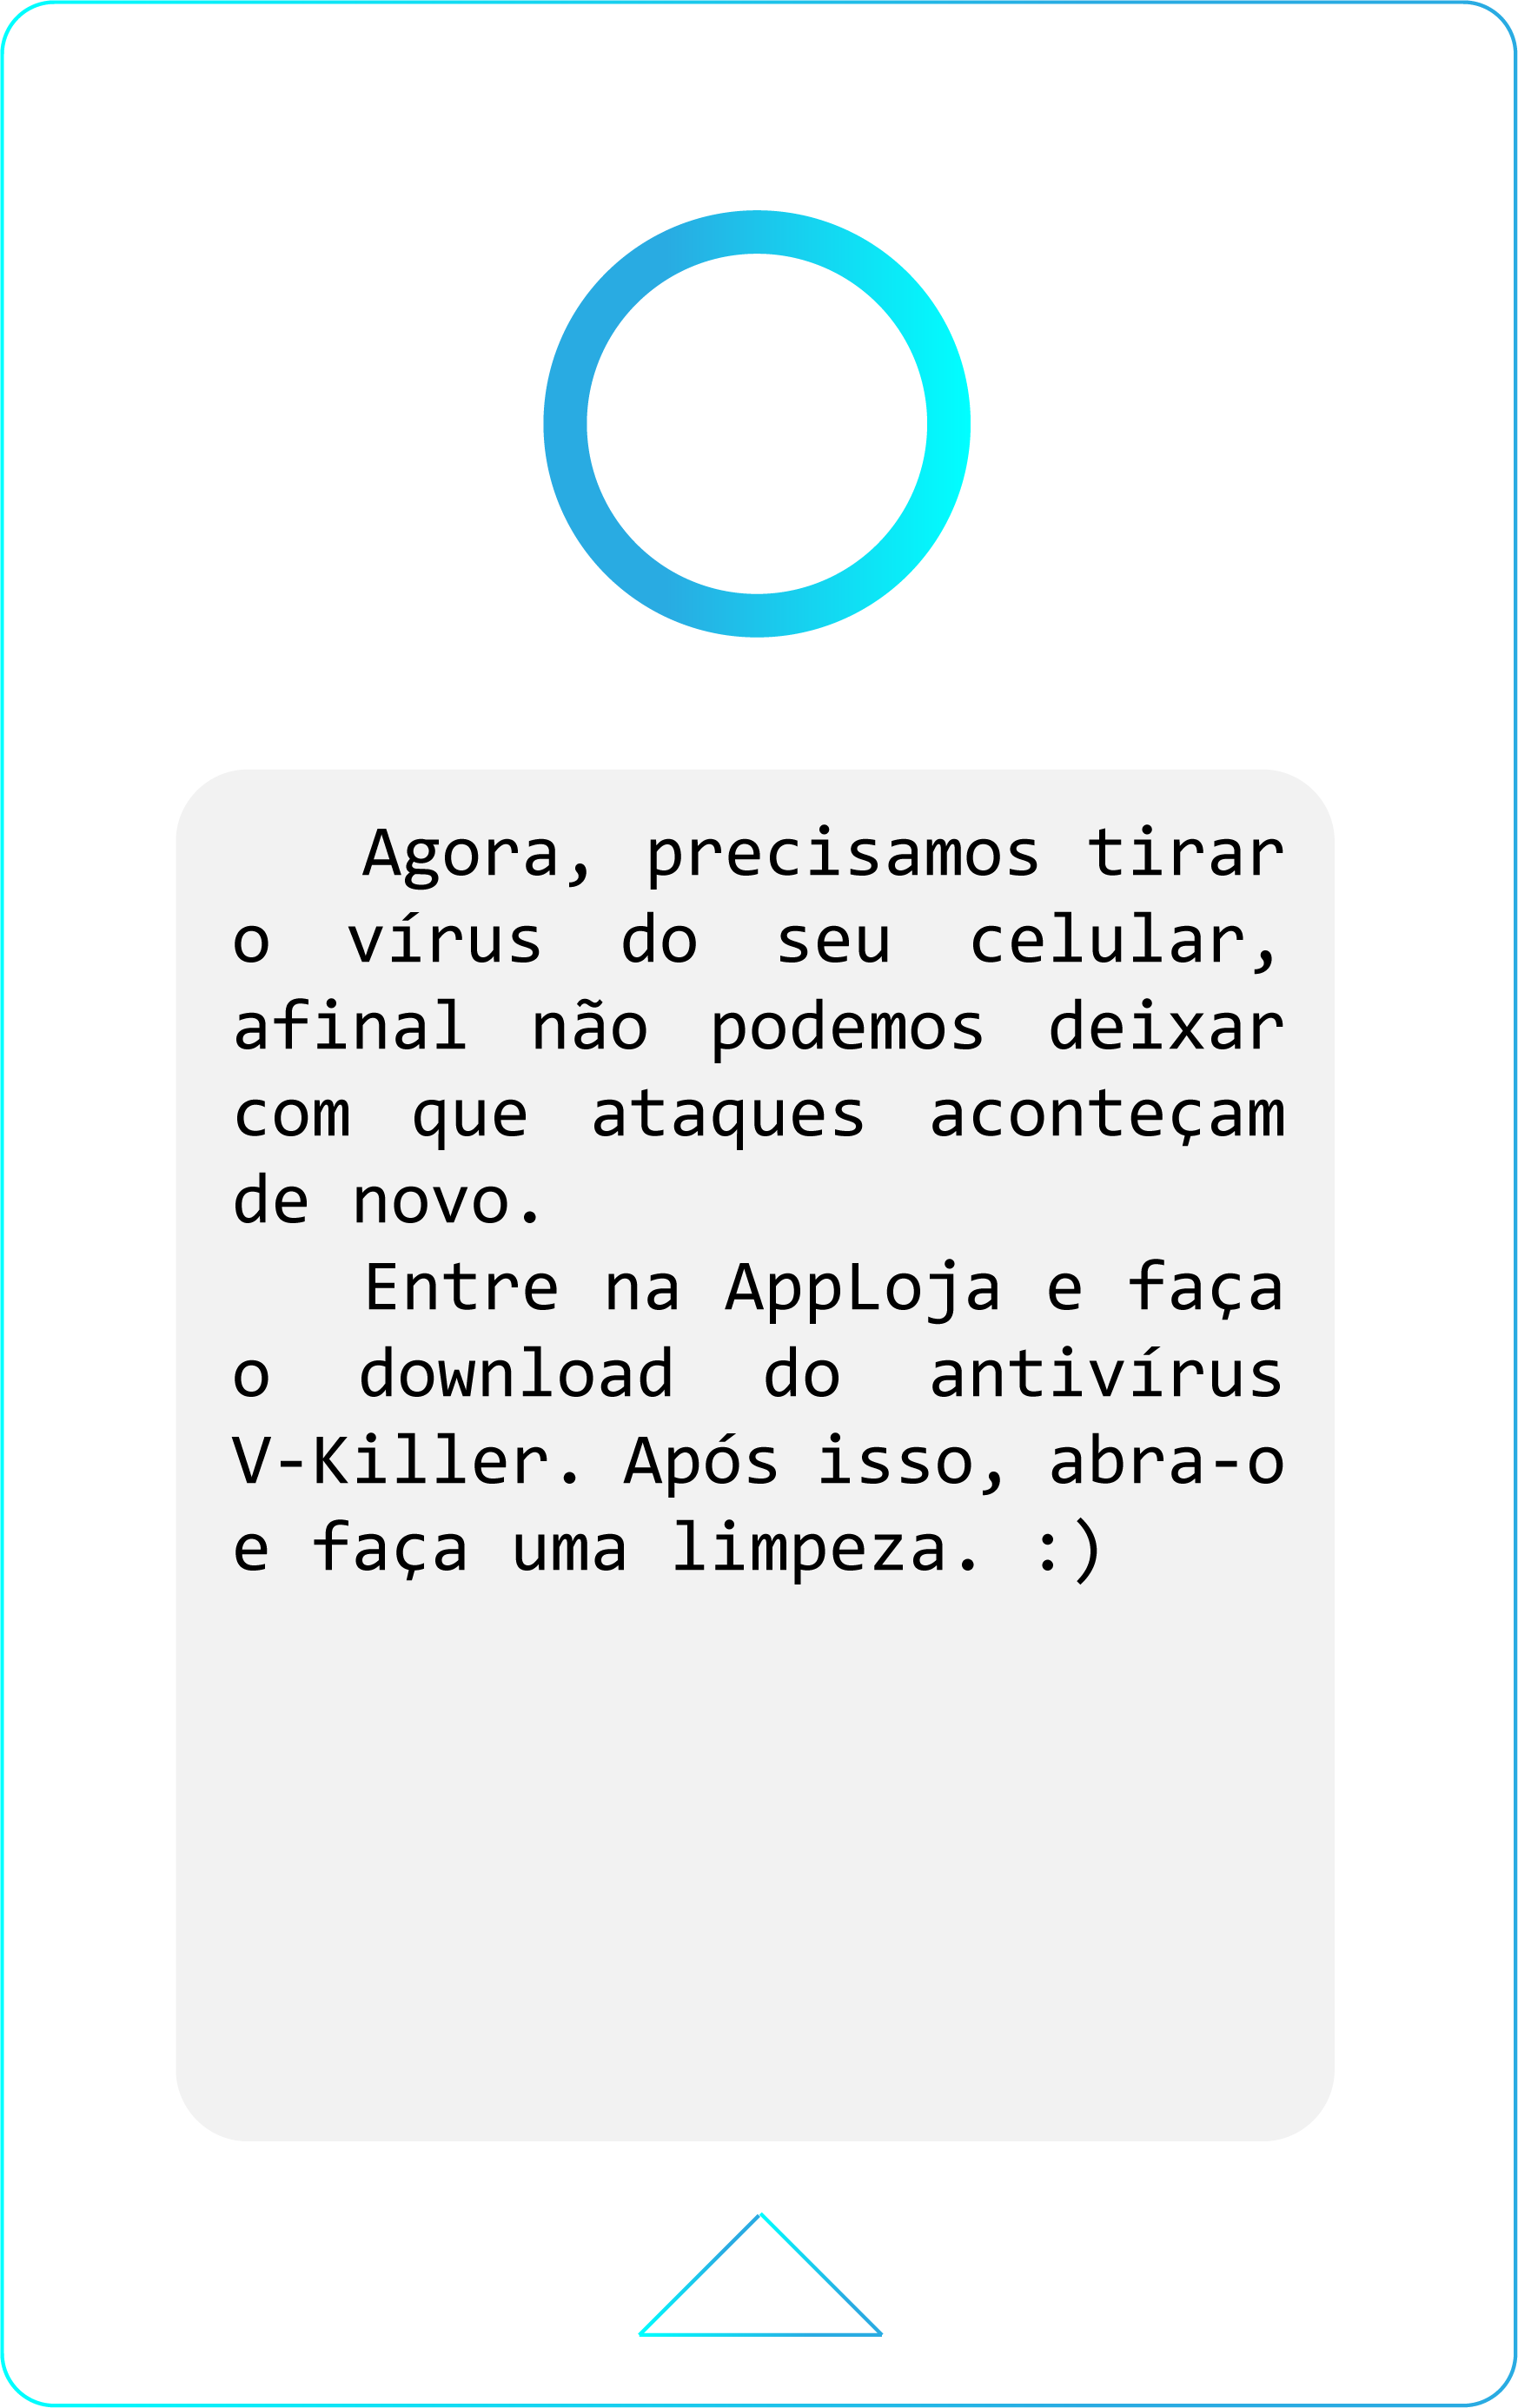 Agora, precisamos tirar
o vírus do seu celular,
afinal não podemos deixar
com que ataques aconteçam
de novo.
Entre na AppLoja e faça
o download do antivírus
V-Killer. Após isso, abra-o
e faça uma limpeza. :)